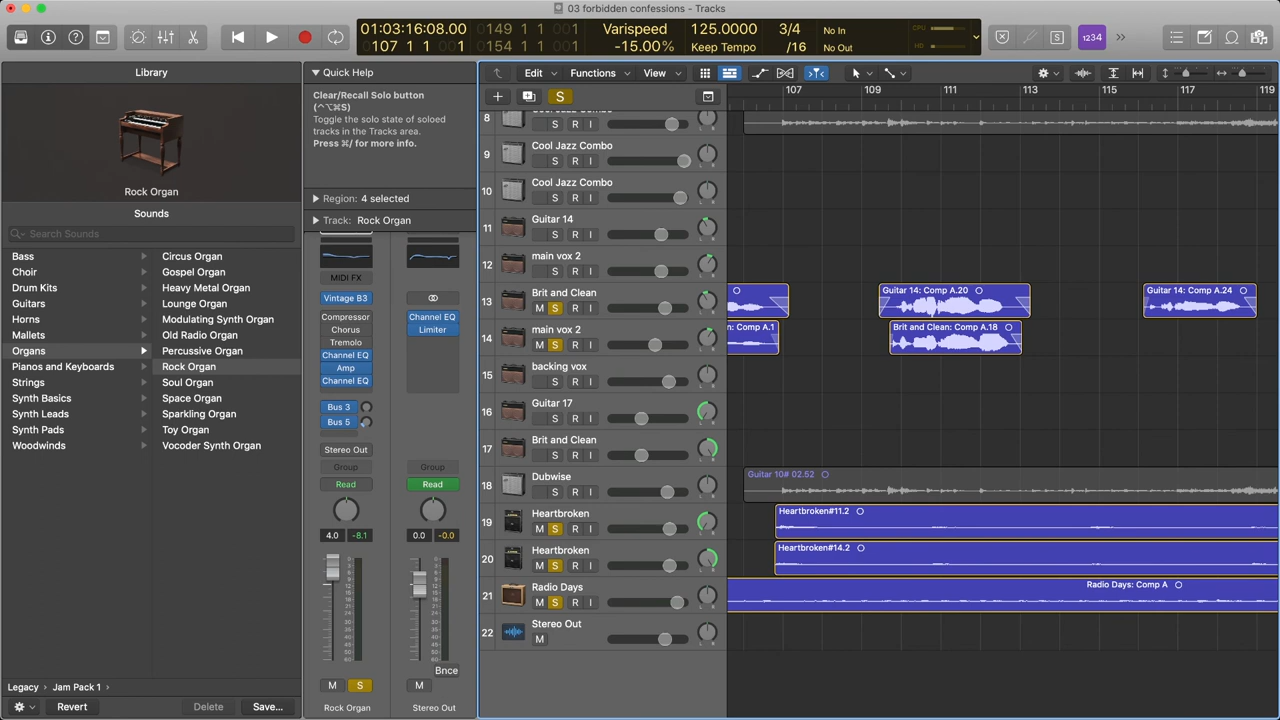 03 forbidden confessions - Tracks
01:03:16:08.00
107 1 1 001
0149 1 1 001
0154 1 1 001
Varispeed
-15.00%
125.0000
Keep Tempo
3/4
/16
No In
No Out
CPU
HD
1234
Library
Rock Organ
Sounds
Search Sounds
Bass
Choir
Drum Kits
Guitars
Horns
Mallets
Organs
Pianos and Keyboards
Strings
Synth Basics
Synth Leads
Synth Pads
Woodwinds
Circus Organ
Gospel Organ
Heavy Metal Organ
Lounge Organ
Modulating Synth Organ
Old Radio Organ
Percussive Organ
Rock Organ
Soul Organ
Space Organ
Sparkling Organ
Toy Organ
Vocoder Synth Organ
Legacy
Jam Pack 1
Revert
Delete
Save...
Quick Help
Clear/Recall Solo button
(^⌥⌘S)
Toggle the solo state of soloed
tracks in the Tracks area.
Press ⌘/ for more info.
Region: 4 selected
Track: Rock Organ
MIDI FX
Vintage B3
Compressor
Chorus
Tremolo
Channel EQ
Amp
Channel EQ
Bus 3
Bus 5
Stereo Out
Group
Read
4.0 -8.1
M S
Rock Organ
Channel EQ
Limiter
Group
Read
0.0 -0.0
Bnce
M
Stereo Out
Edit
Functions
View
S
107 109 111 113 115 117 119
8 Cool Jazz Combo
S R I
9 Cool Jazz Combo
S R I
10 Cool Jazz Combo
S R I
11 Guitar 14
S R I
12 main vox 2
S R I
13 Brit and Clean
M S R I
14 main vox 2
M S R I
15 backing vox
S R I
16 Guitar 17
S R I
17 Brit and Clean
S R I
18 Dubwise
S R I
19 Heartbroken
M S R I
20 Heartbroken
M S R I
21 Radio Days
M S R I
22 Stereo Out
M
Guitar 14: Comp A.20
Guitar 14: Comp A.24
n: Comp A.1
Brit and Clean: Comp A.18
Guitar 10# 02.52
Heartbroken#11.2
Heartbroken#14.2
Radio Days: Comp A